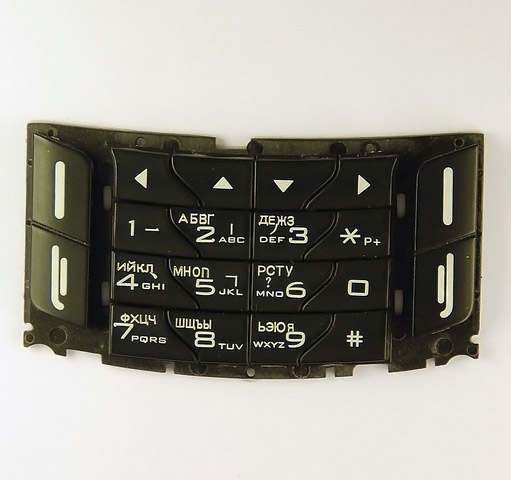 ◄ ▲ ▼ ►
1 – АБВГ 2 ABC ДЕЖЗ DEF 3 * P+
ИЙКЛ 4 GHI МНОП 5 JKL РСТУ ? MNO 6 0
ФХЦЧ 7 PQRS ШЩЪЫ 8 TUV ЬЭЮЯ WXYZ 9 #